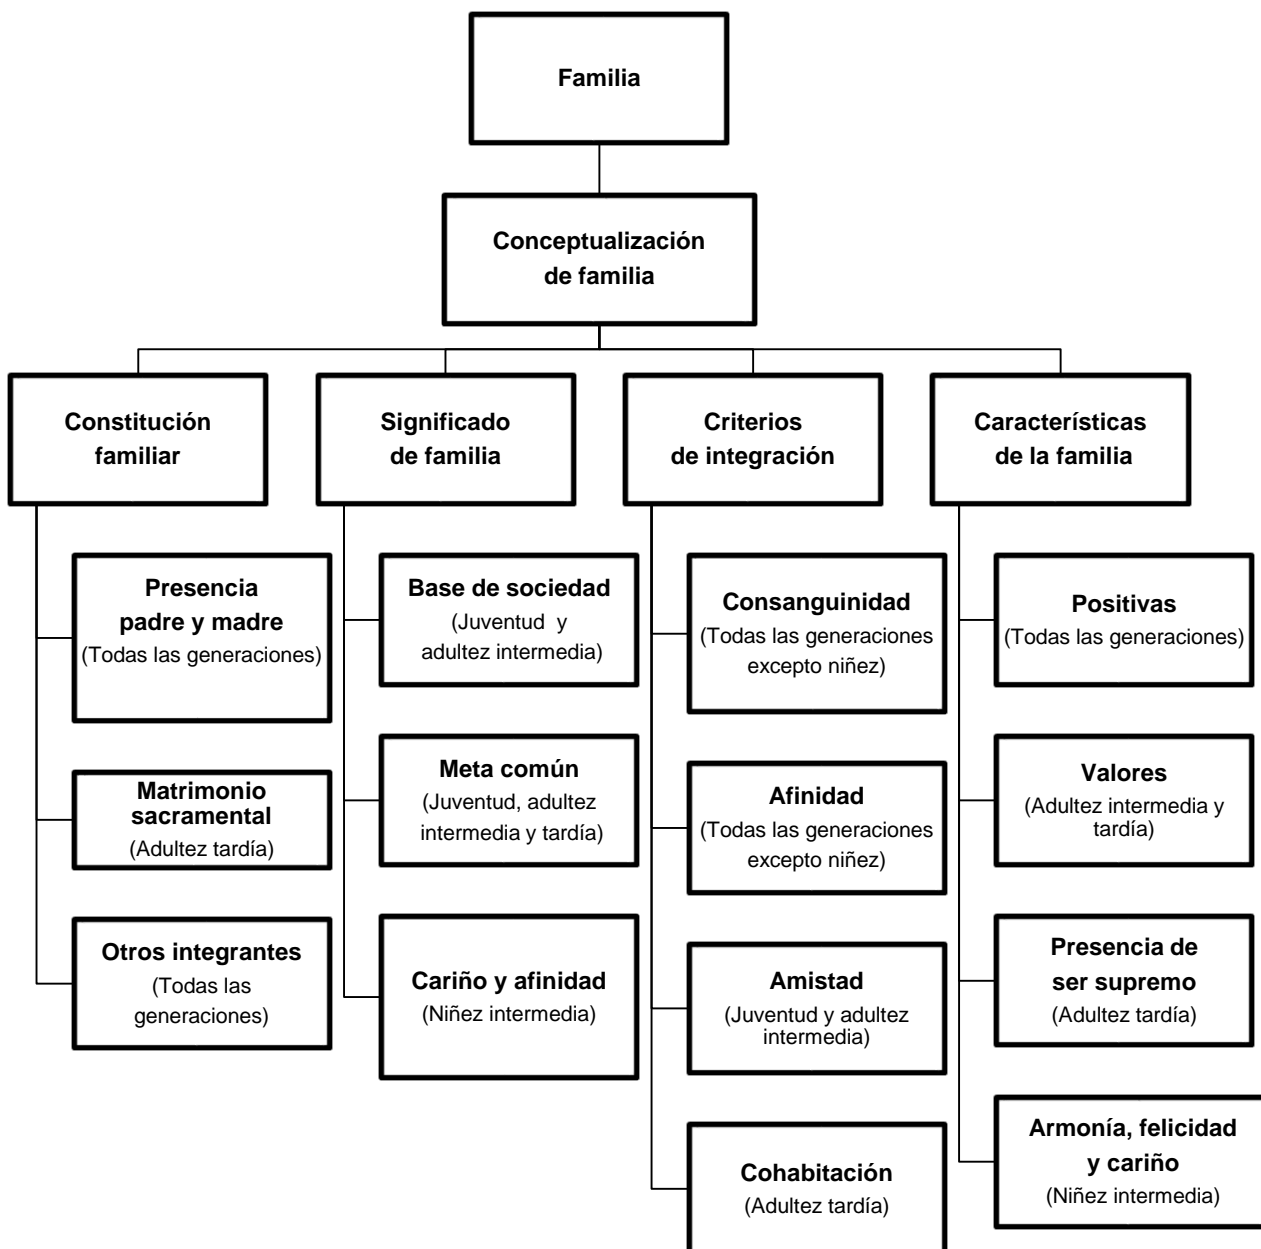 Familia
Conceptualización
de familia
Constitución
familiar
Presencia
padre y madre
(Todas las generaciones)
Matrimonio
sacramental
(Adultez tardía)
Otros integrantes
(Todas las
generaciones)
Significado
de familia
Base de sociedad
(Juventud y
adultez intermedia)
Meta común
(Juventud, adultez
intermedia y tardía)
Cariño y afinidad
(Niñez intermedia)
Criterios
de integración
Consanguinidad
(Todas las generaciones
excepto niñez)
Afinidad
(Todas las generaciones
excepto niñez)
Amistad
(Juventud y adultez
intermedia)
Cohabitación
(Adultez tardía)
Característícas
de la familia
Positivas
(Todas las generaciones)
Valores
(Adultez intermedia y
tardía)
Presencia de
ser supremo
(Adultez tardía)
Armonía, felicidad
y cariño
(Niñez intermedia)